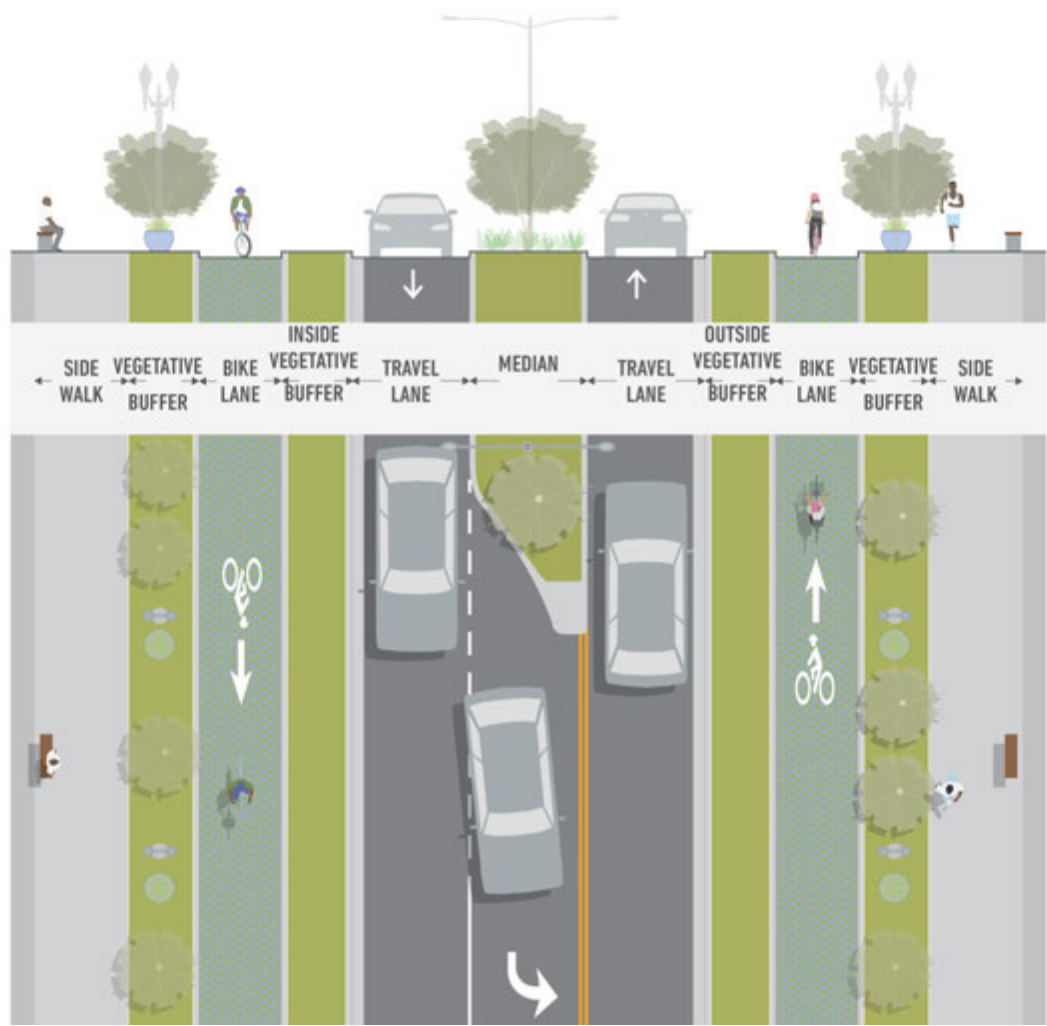 SIDE
WALK
VEGETATIVE
BUFFER
BIKE
LANE
INSIDE
VEGETATIVE
BUFFER
TRAVEL
LANE
MEDIAN
TRAVEL
LANE
OUTSIDE
VEGETATIVE
BUFFER
BIKE
LANE
VEGETATIVE
BUFFER
SIDE
WALK